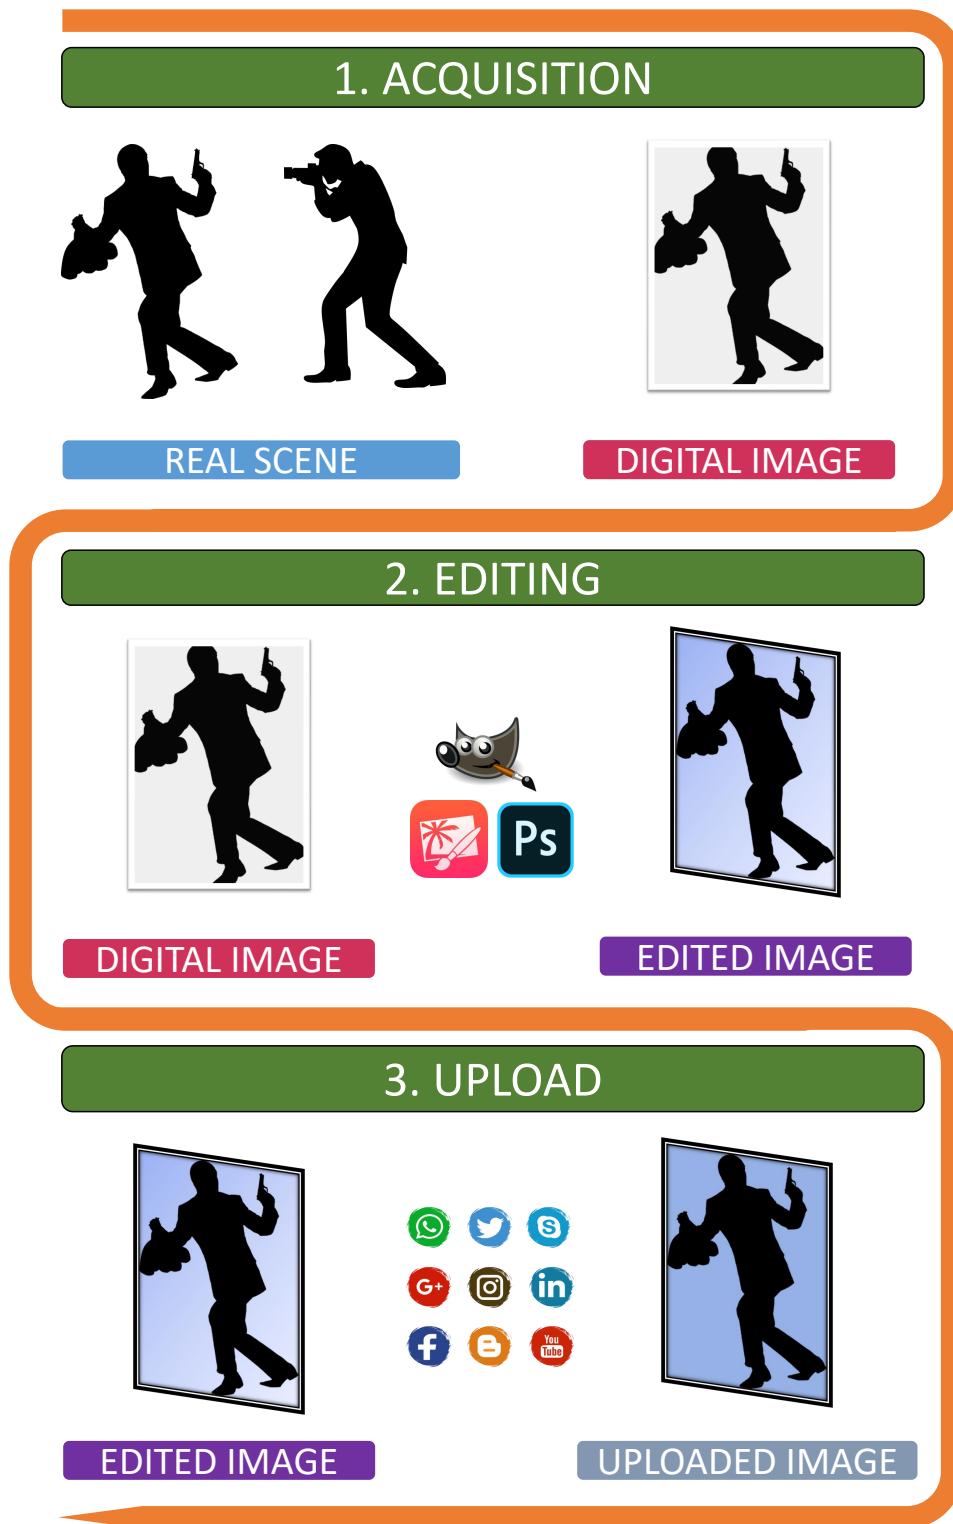 1. ACQUISITION
REAL SCENE
DIGITAL IMAGE
2. EDITING
Ps
DIGITAL IMAGE
EDITED IMAGE
3. UPLOAD
S
G+
in
f
B
You
Tube
EDITED IMAGE
UPLOADED IMAGE